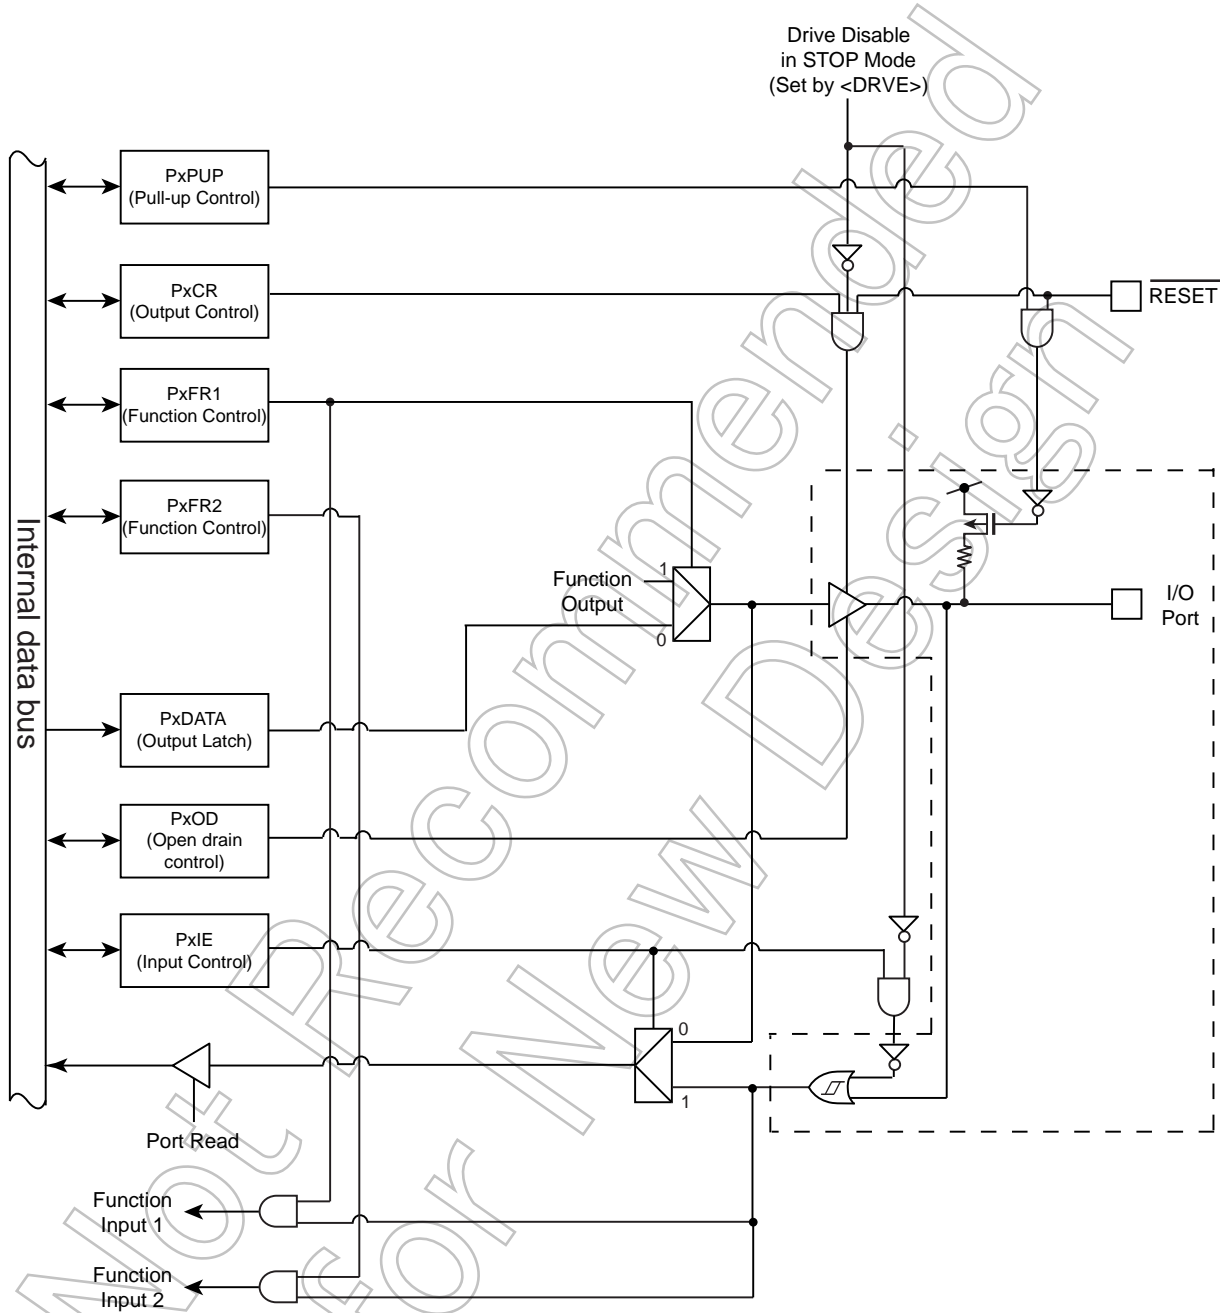 Drive Disable
in STOP Mode
(Set by <DRVE>)
PxPUP
(Pull-up Control)
PxCR
(Output Control)
RESET
PxFR1
(Function Control)
PxFR2
(Function Control)
Internal data bus
Function
Output
1
0
I/O
Port
PxDATA
(Output Latch)
PxOD
(Open drain
control)
PxIE
(Input Control)
0
1
Port Read
Function
Input 1
Function
Input 2
Not Recommended
for New Design